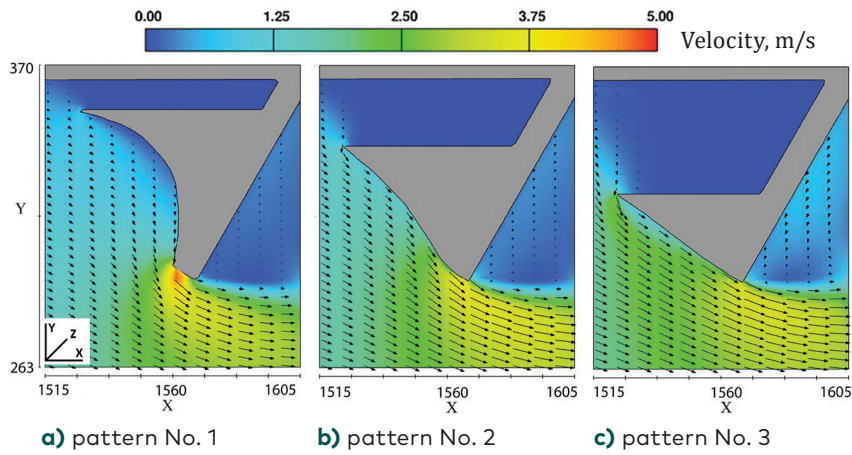 0.00 1.25 2.50 3.75 5.00
Velocity, m/s
370
Y
263
Y
Z
X
1515 1560 1605
X
1515 1560 1605
X
1515 1560 1605
X
a) pattern No. 1
b) pattern No. 2
c) pattern No. 3